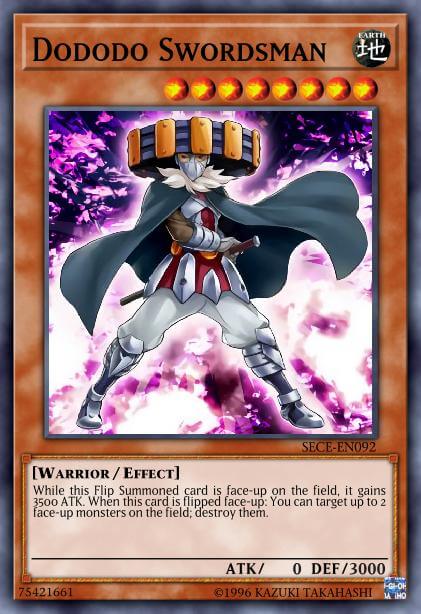 DODODO SWORDSMAN
EARTH
地
SECE-EN092
[WARRIOR / EFFECT]
While this Flip Summoned card is face-up on the field, it gains
3500 ATK. When this card is flipped face-up: You can target up to 2
face-up monsters on the field; destroy them.
ATK/ 0 DEF/3000
75421661
©1996 KAZUKI TAKAHASHI